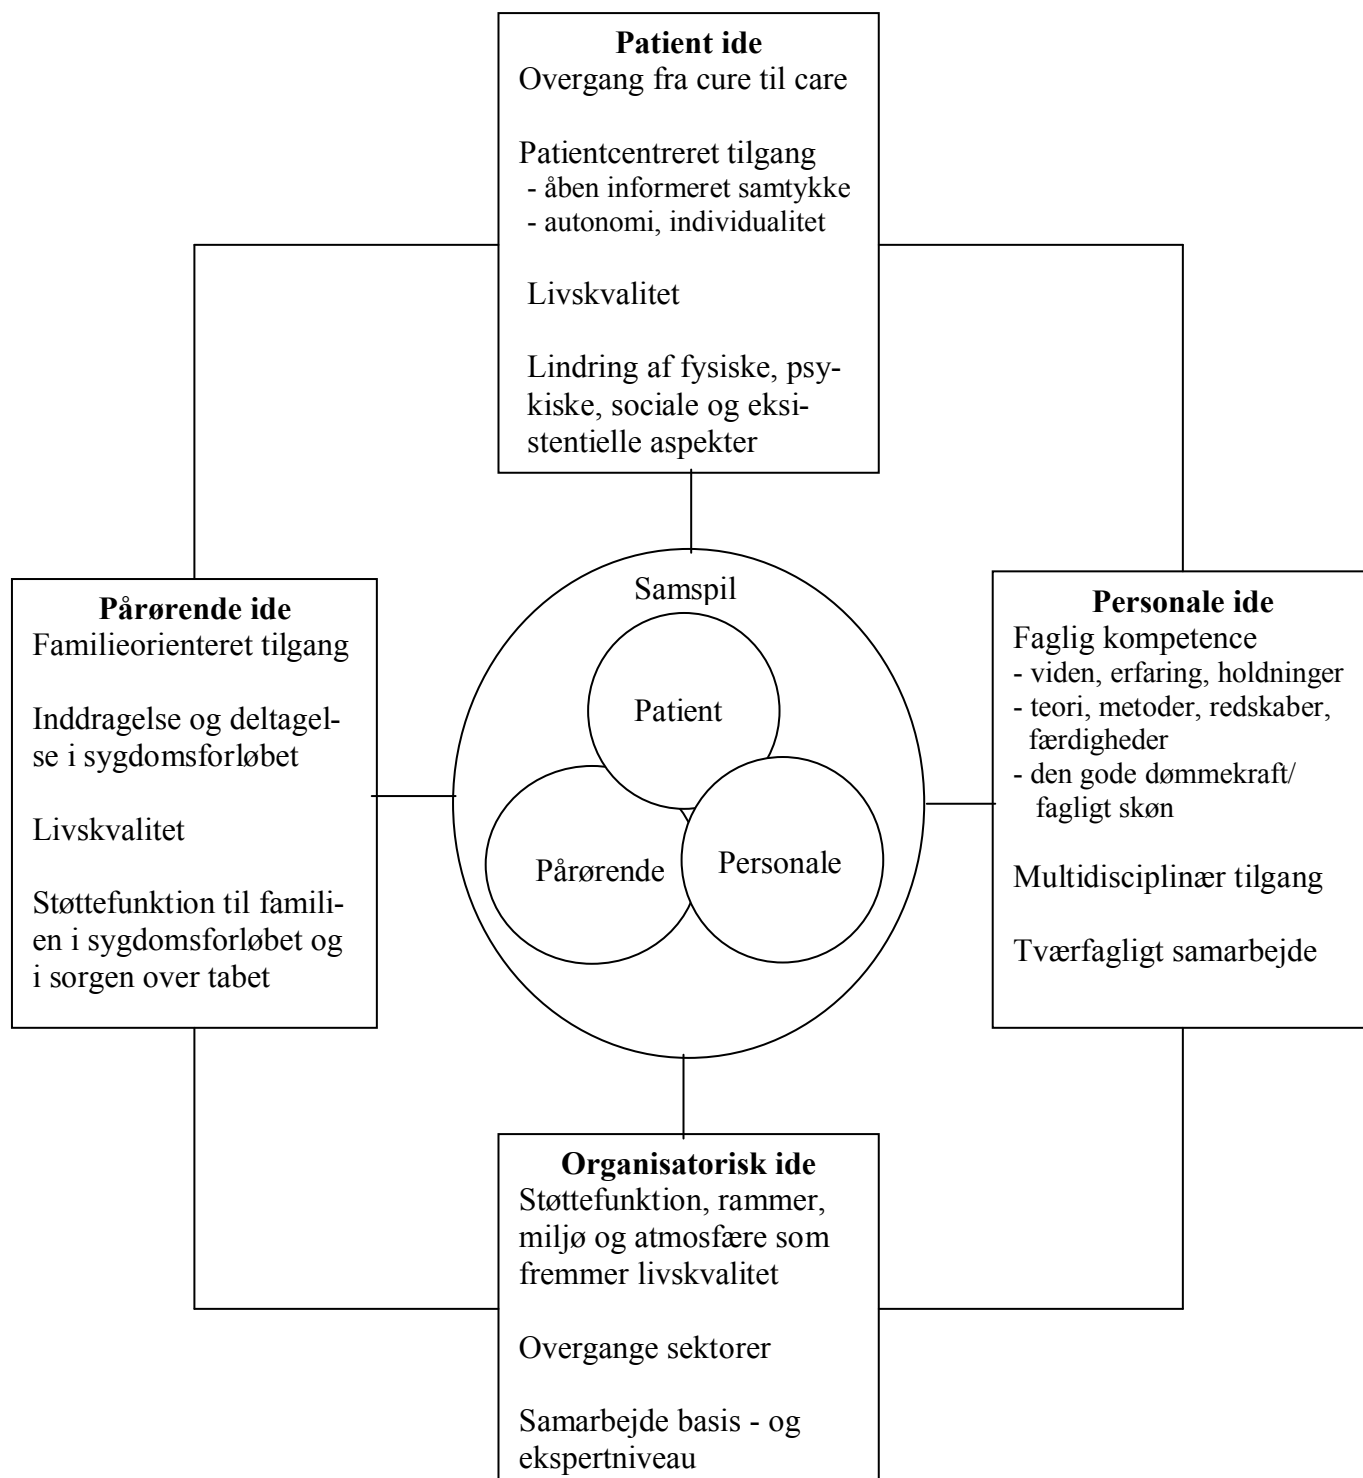 Patient ide
Overgang fra cure til care
Patientcentreret tilgang
- åben informeret samtykke
- autonomi, individualitet
Livskvalitet
Lindring af fysiske, psy-
kiske, sociale og eksi-
stentielle aspekter
Pårørende ide
Familieorienteret tilgang
Inddragelse og deltagel-
se i sygdomsforløbet
Livskvalitet
Støttefunktion til famili-
en i sygdomsforløbet og
i sorgen over tabet
Samspil
Patient
Pårørende
Personale
Personale ide
Faglig kompetence
- viden, erfaring, holdninger
- teori, metoder, redskaber,
færdigheder
- den gode dømmekraft/
fagligt skøn
Multidisciplinær tilgang
Tværfagligt samarbejde
Organisatorisk ide
Støttefunktion, rammer,
miljø og atmosfære som
fremmer livskvalitet
Overgange sektorer
Samarbejde basis - og
ekspertniveau